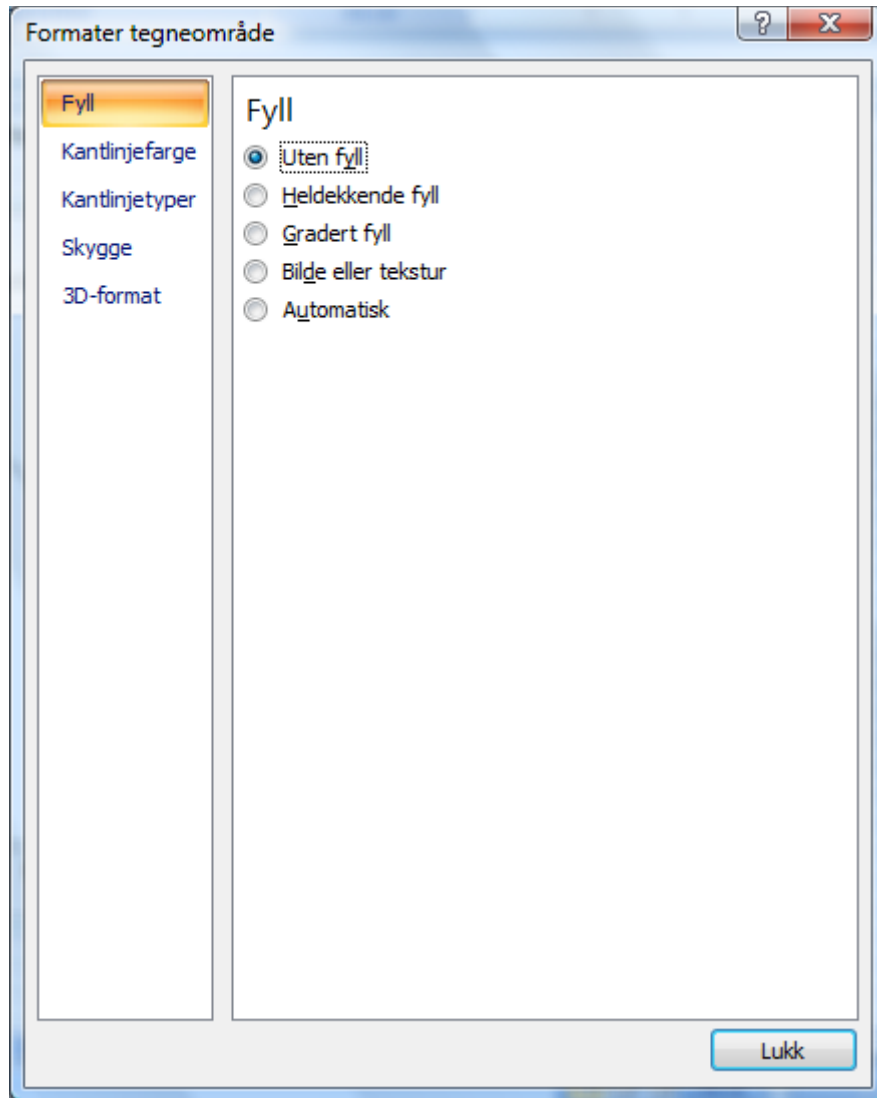 Formater tegneområde
Fyll
Kantlinjefarge
Kantlinjetyper
Skygge
3D-format
Fyll
Uten fyll
Heldekkende fyll
Gradert fyll
Bilde eller tekstur
Automatisk
Lukk